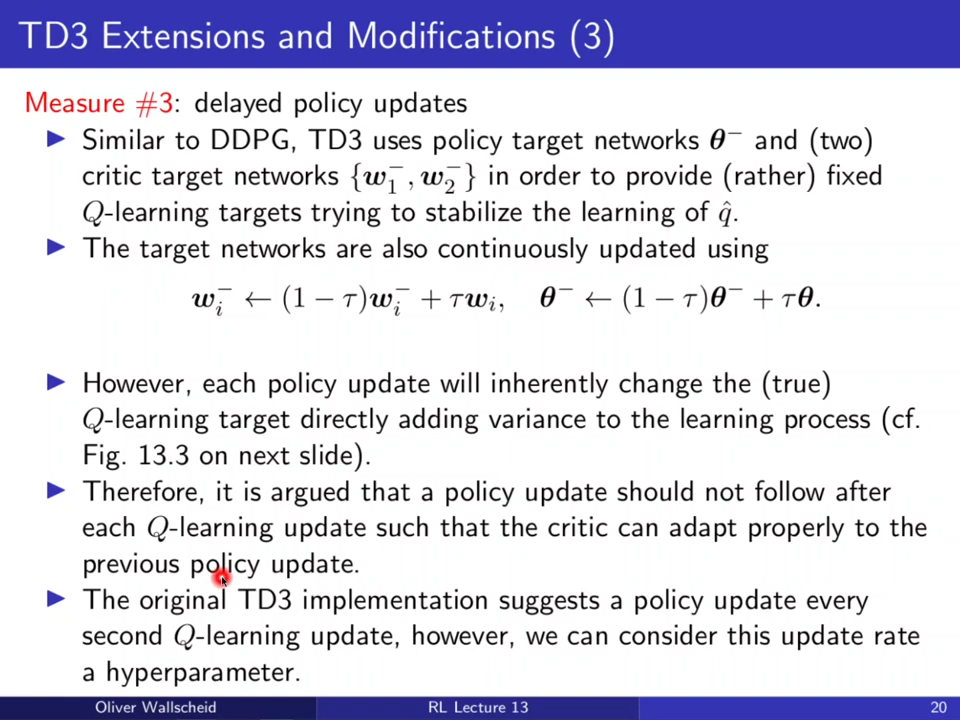 TD3 Extensions and Modifications (3)
Measure #3: delayed policy updates
▶ Similar to DDPG, TD3 uses policy target networks θ⁻ and (two)
critic target networks {w₁⁻, w₂⁻} in order to provide (rather) fixed
Q-learning targets trying to stabilize the learning of q̂.
▶ The target networks are also continuously updated using
wᵢ⁻ ← (1 − τ)wᵢ⁻ + τwᵢ, θ⁻ ← (1 − τ)θ⁻ + τθ.
▶ However, each policy update will inherently change the (true)
Q-learning target directly adding variance to the learning process (cf.
Fig. 13.3 on next slide).
▶ Therefore, it is argued that a policy update should not follow after
each Q-learning update such that the critic can adapt properly to the
previous policy update.
▶ The original TD3 implementation suggests a policy update every
second Q-learning update, however, we can consider this update rate
a hyperparameter.
Oliver Wallscheid RL Lecture 13 20